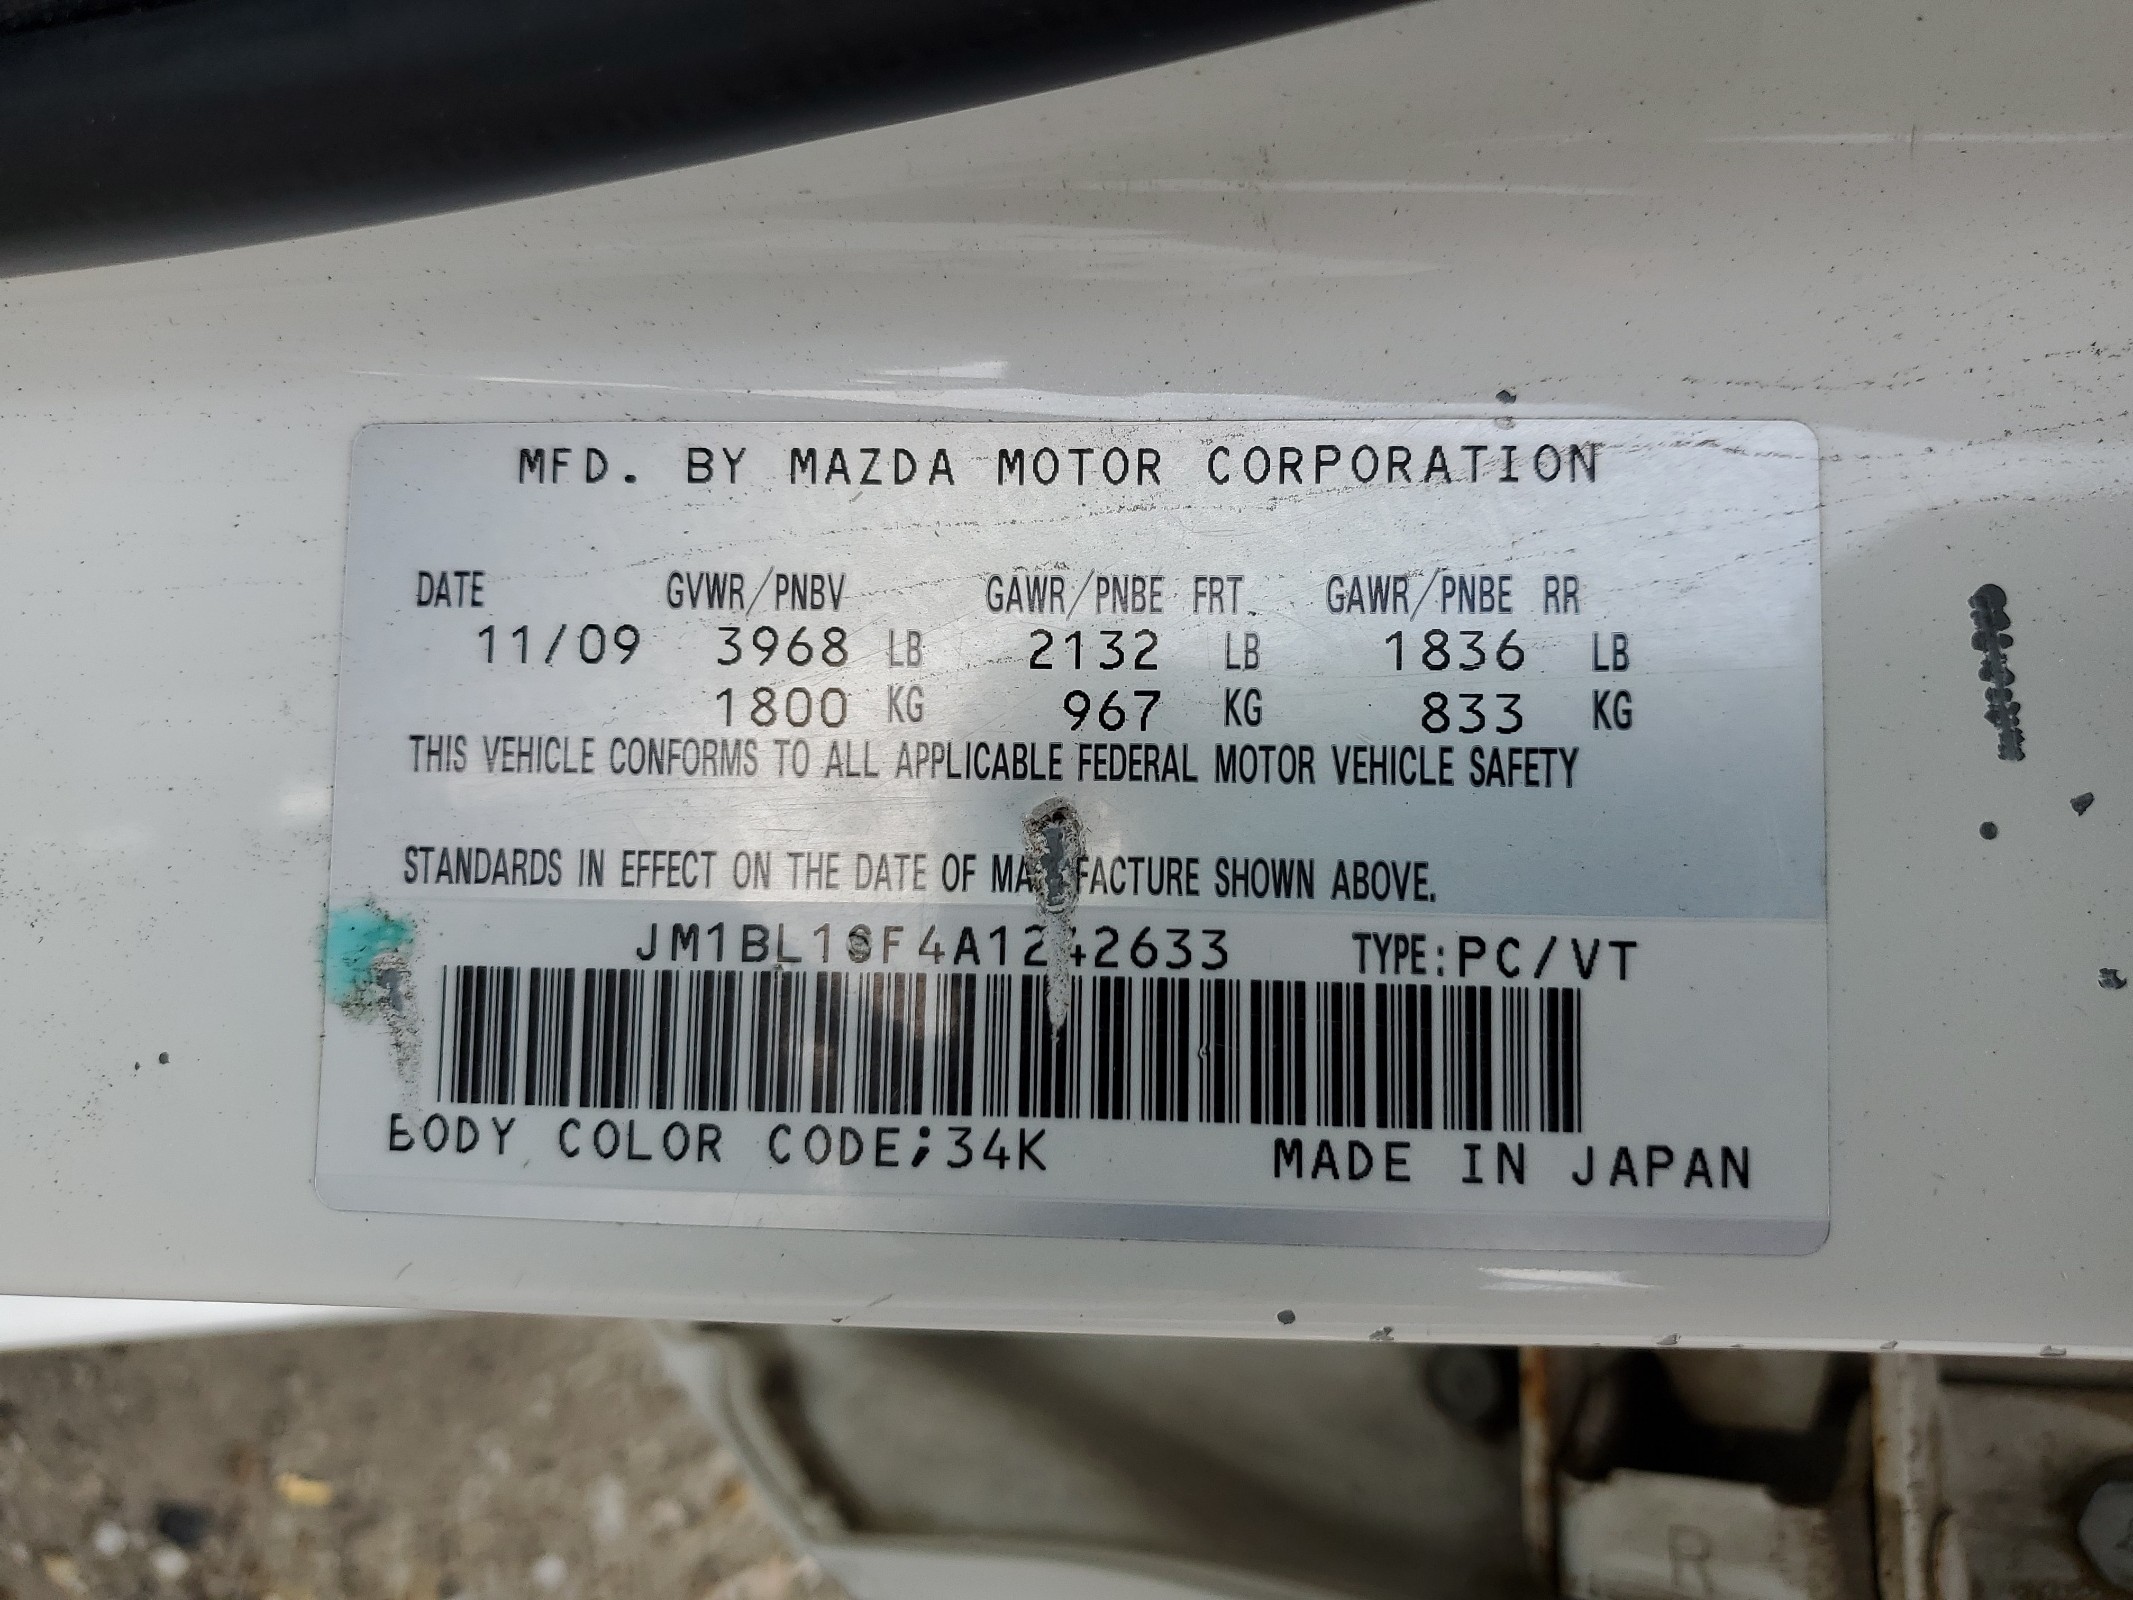 MFD. BY MAZDA MOTOR CORPORATION
DATE GVWR/PNBV GAWR/PNBE FRT. GAWR/PNBE RR
11/09 3968 LB 2132 LB 1836 LB
1800 KG 967 KG 833 KG
THIS VEHICLE CONFORMS TO ALL APPLICABLE FEDERAL MOTOR VEHICLE SAFETY
STANDARDS IN EFFECT ON THE DATE OF MANUFACTURE SHOWN ABOVE.
JM1BL1SF4A1242633 TYPE:PC/VT
BODY COLOR CODE;34K MADE IN JAPAN
R